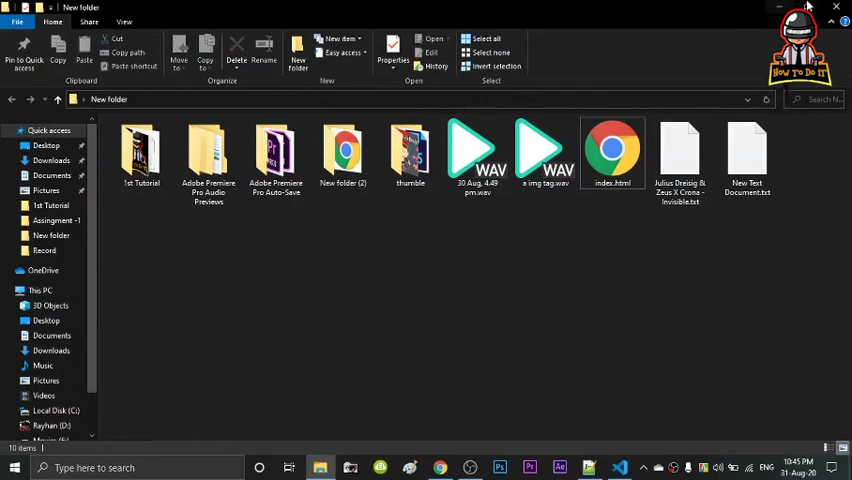 New folder
File
Home
Share
View
Pin to Quick
access
Copy
Paste
Cut
Copy path
Paste shortcut
Clipboard
Move
to
Copy
to
Delete
Rename
Organize
New
folder
New item
Easy access
New
Properties
Open
Edit
History
Open
Select all
Select none
Invert selection
Select
HOW TO DO IT
New folder
Search N...
Quick access
Desktop
Downloads
Documents
Pictures
1st Tutorial
Assingment -1
New folder
Record
OneDrive
This PC
3D Objects
Desktop
Documents
Downloads
Music
Pictures
Videos
Local Disk (C:)
Rayhan (D:)
1st Tutorial
Adobe Premiere
Pro Audio
Previews
Adobe Premiere
Pro Auto-Save
New folder (2)
thumble
WAV
30 Aug, 4.49
pm.wav
WAV
a img tag.wav
index.html
Julius Dreisig &
Zeus X Crona -
Invisible.txt
New Text
Document.txt
10 items
Type here to search
Ps
Pr
Ae
ENG
10:45 PM
31-Aug-20